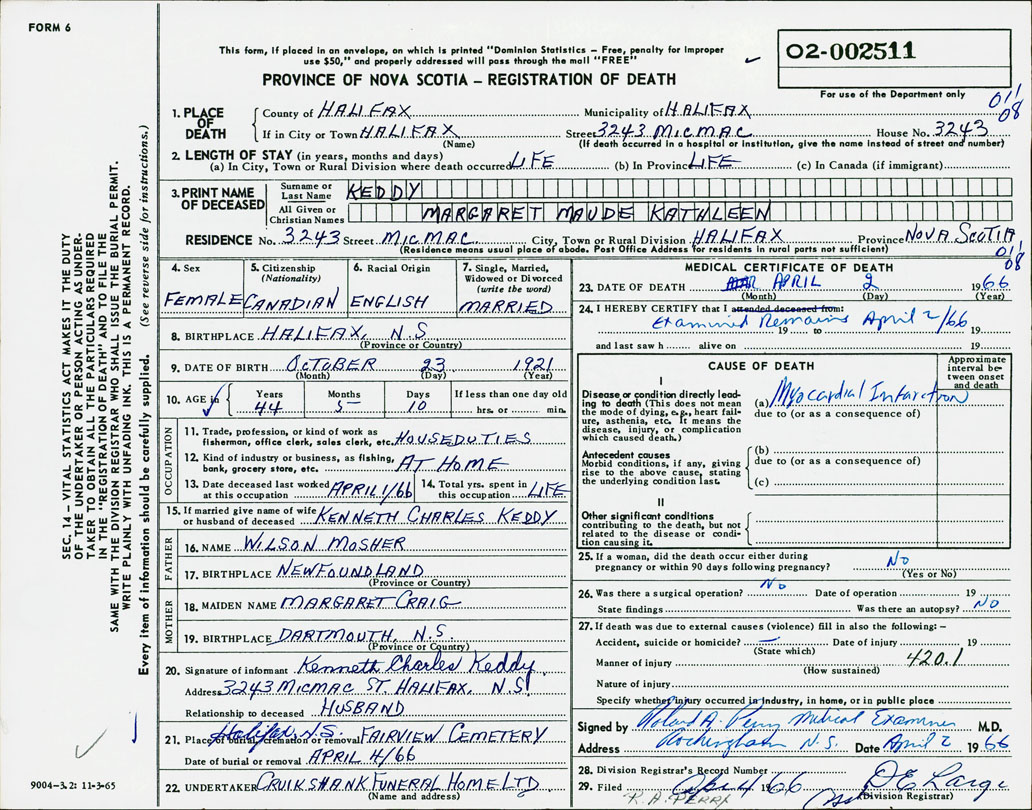 FORM 6
This form, if placed in an envelope, on which is printed "Dominion Statistics – Free, penalty for improper
use $50," and properly addressed will pass through the mail "FREE"
PROVINCE OF NOVA SCOTIA – REGISTRATION OF DEATH
02-002511
For use of the Department only
011
08
1. PLACE OF DEATH
County of HALIFAX Municipality of HALIFAX
If in City or Town HALIFAX Street 3243 MICMAC House No. 3243
(Name) (If death occurred in a hospital or institution, give the name instead of street and number)
2. LENGTH OF STAY (in years, months and days)
(a) In City, Town or Rural Division where death occurred LIFE (b) In Province LIFE (c) In Canada (if immigrant)
3. PRINT NAME OF DECEASED
Surname or Last Name KEDDY
All Given or Christian Names MARGARET MAUDE KATHLEEN
RESIDENCE No. 3243 Street MICMAC City, Town or Rural Division HALIFAX Province NOVA SCOTIA
(Residence means usual place of abode. Post Office Address for residents in rural parts not sufficient)
011
08
4. Sex FEMALE
5. Citizenship (Nationality) CANADIAN
6. Racial Origin ENGLISH
7. Single, Married, Widowed or Divorced (write the word) MARRIED
8. BIRTHPLACE HALIFAX, N.S.
(Province or Country)
9. DATE OF BIRTH OCTOBER 23 1921
(Month) (Day) (Year)
10. AGE in Years 44 Months 5 Days 10 If less than one day old hrs. or min.
OCCUPATION
11. Trade, profession, or kind of work as
fisherman, office clerk, sales clerk, etc. HOUSEDUTIES
12. Kind of industry or business, as fishing,
bank, grocery store, etc. AT HOME
13. Date deceased last worked at this occupation APRIL 1/66
14. Total yrs. spent in this occupation LIFE
15. If married give name of wife
or husband of deceased KENNETH CHARLES KEDDY
FATHER
16. NAME WILSON MOSHER
17. BIRTHPLACE NEWFOUNDLAND
(Province or Country)
MOTHER
18. MAIDEN NAME MARGARET CRAIG
19. BIRTHPLACE DARTMOUTH, N.S.
(Province or Country)
20. Signature of informant Kenneth Charles Keddy
Address 3243 MICMAC ST. HALIFAX, N.S.
Relationship to deceased HUSBAND
21. Place of burial, cremation or removal Halifax, N.S. FAIRVIEW CEMETERY
Date of burial or removal APRIL 4/66
22. UNDERTAKER CRUIKSHANK FUNERAL HOME LTD
(Name and address)
MEDICAL CERTIFICATE OF DEATH
23. DATE OF DEATH APRIL 2 1966
(Month) (Day) (Year)
24. I HEREBY CERTIFY that I attended deceased from:
Examined Remains April 2/66
19 to 19
and last saw h alive on 19
CAUSE OF DEATH
Approximate interval between onset and death
I
Disease or condition directly leading
to death (This does not mean
the mode of dying, e.g., heart failure,
asthenia, etc. It means the
disease, injury, or complication
which caused death.)
(a) Myocardial Infarction
due to (or as a consequence of)
Antecedent causes
Morbid conditions, if any, giving
rise to the above cause, stating
the underlying condition last.
(b)
due to (or as a consequence of)
(c)
II
Other significant conditions
contributing to the death, but not
related to the disease or condition
causing it.
25. If a woman, did the death occur either during
pregnancy or within 90 days following pregnancy? No
(Yes or No)
26. Was there a surgical operation? No Date of operation 19
State findings Was there an autopsy? No
27. If death was due to external causes (violence) fill in also the following: –
Accident, suicide or homicide? — Date of injury 19
(State which)
Manner of injury 420.1
(How sustained)
Nature of injury
Specify whether injury occurred in industry, in home, or in public place
Signed by Roland A. Perry Medical Examiner M.D.
Address Rockingham N.S. Date April 2 1966
28. Division Registrar's Record Number
29. Filed Apr 4 1966
(Division Registrar)
R. A. PERRY
SEC. 14 – VITAL STATISTICS ACT MAKES IT THE DUTY
OF THE UNDERTAKER OR PERSON ACTING AS UNDERTAKER
TO OBTAIN ALL THE PARTICULARS REQUIRED
IN THE "REGISTRATION OF DEATH" AND TO FILE THE
SAME WITH THE DIVISION REGISTRAR WHO SHALL ISSUE THE BURIAL PERMIT.
WRITE PLAINLY WITH UNFADING INK. THIS IS A PERMANENT RECORD.
Every item of information should be carefully supplied. (See reverse side for instructions.)
9004-3.2: 11-3-65